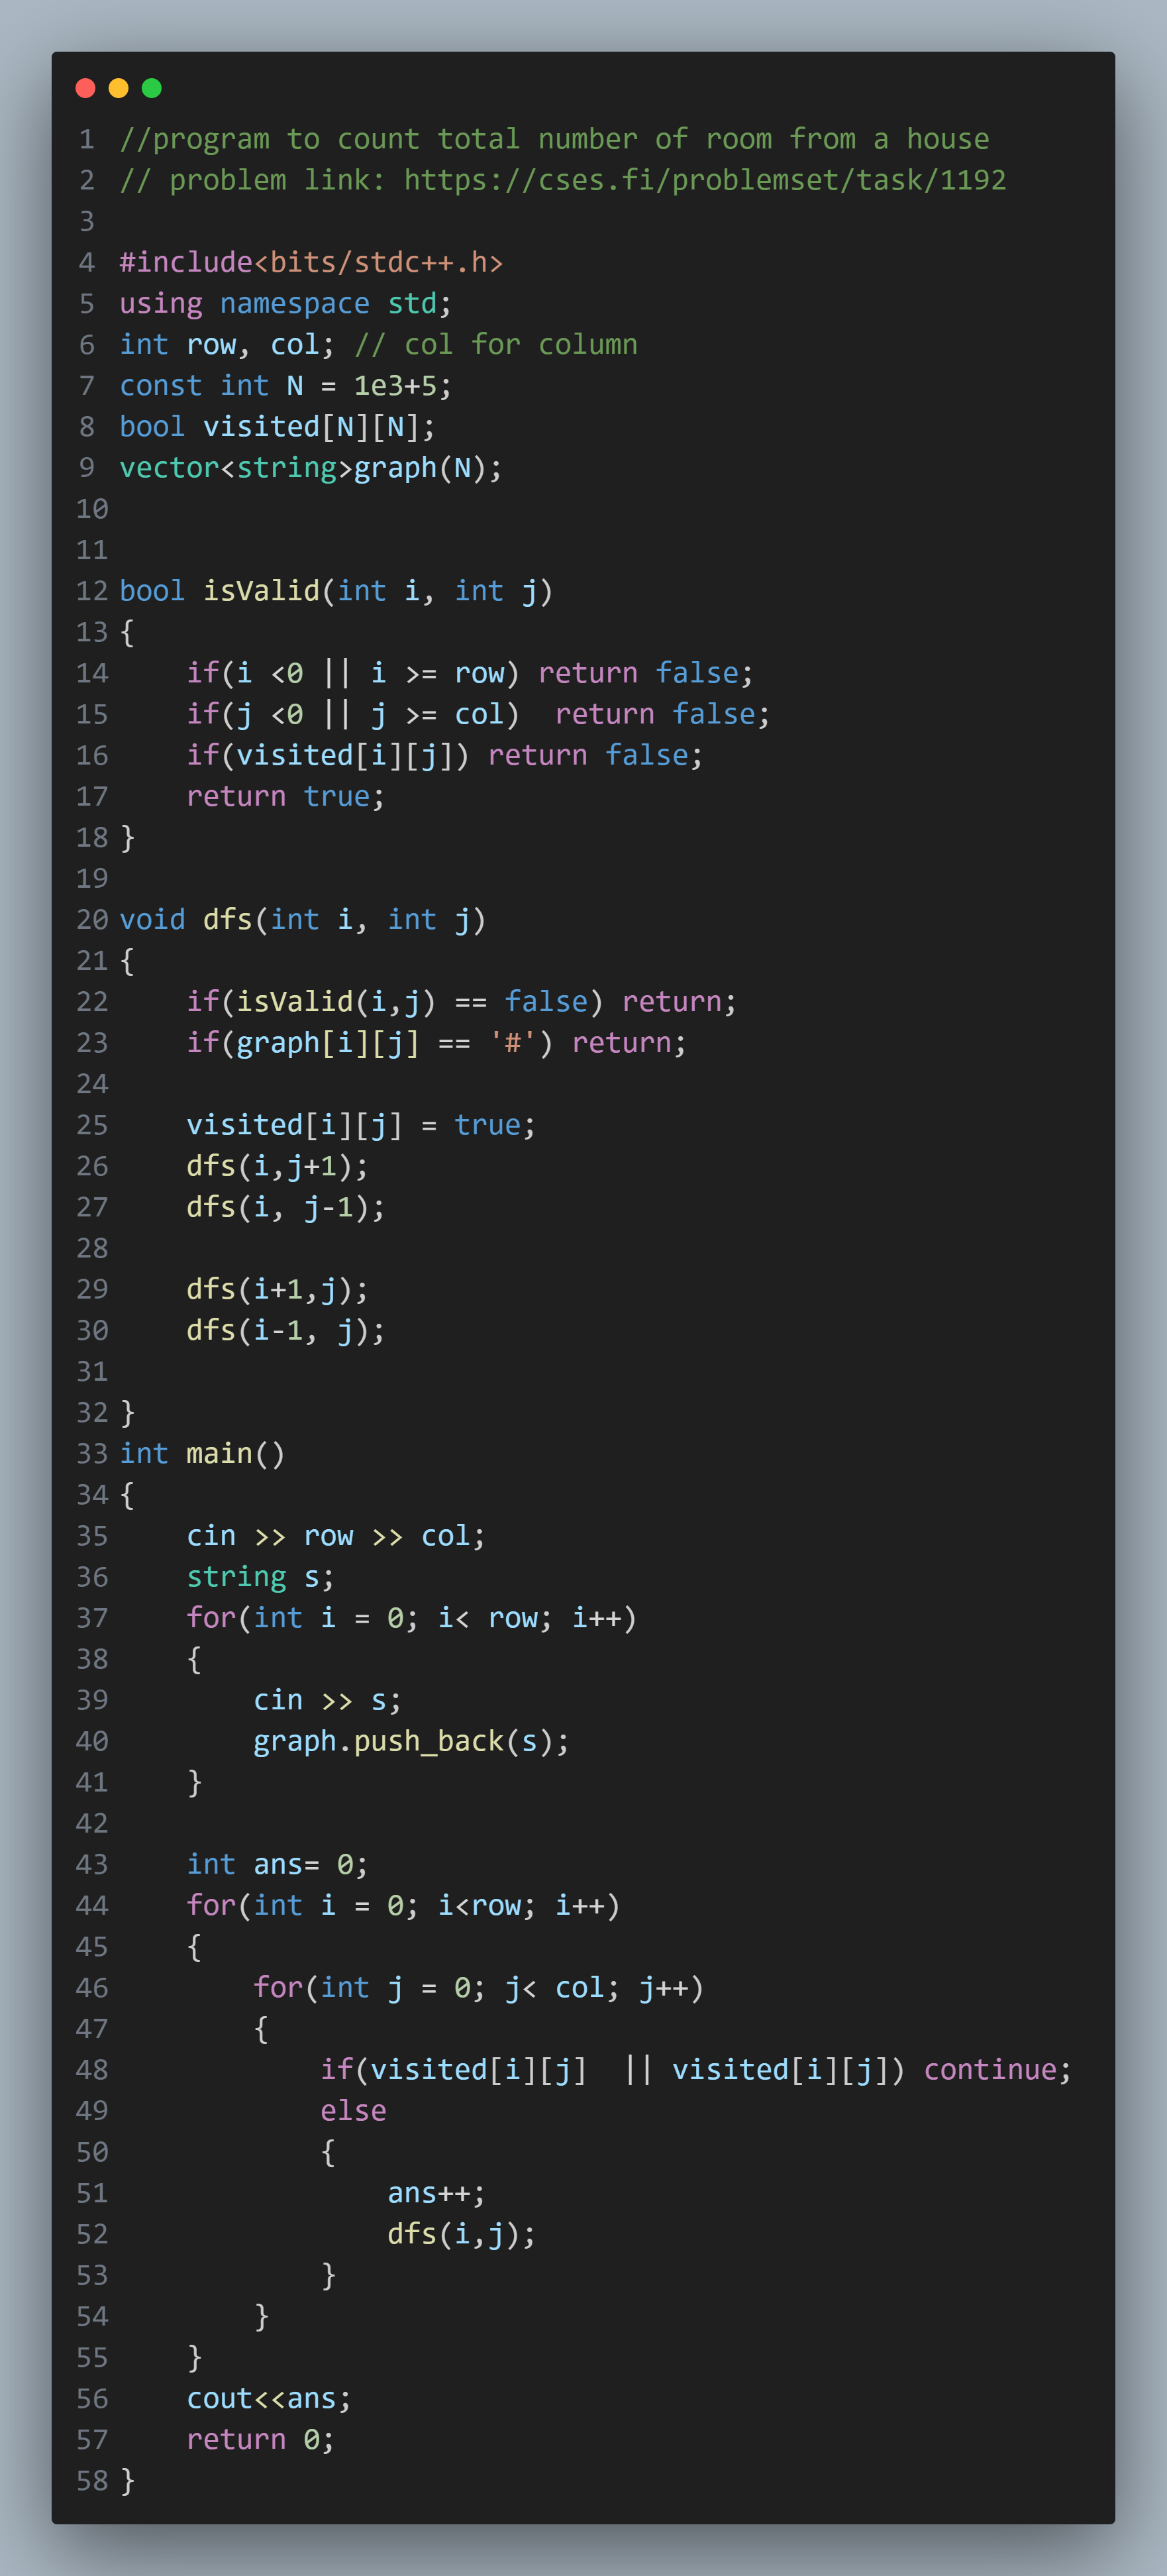 1 //program to count total number of room from a house
2 // problem link: https://cses.fi/problemset/task/1192
3
4 #include<bits/stdc++.h>
5 using namespace std;
6 int row, col; // col for column
7 const int N = 1e3+5;
8 bool visited[N][N];
9 vector<string>graph(N);
10
11
12 bool isValid(int i, int j)
13 {
14     if(i <0 || i >= row) return false;
15     if(j <0 || j >= col)  return false;
16     if(visited[i][j]) return false;
17     return true;
18 }
19
20 void dfs(int i, int j)
21 {
22     if(isValid(i,j) == false) return;
23     if(graph[i][j] == '#') return;
24
25     visited[i][j] = true;
26     dfs(i,j+1);
27     dfs(i, j-1);
28
29     dfs(i+1,j);
30     dfs(i-1, j);
31
32 }
33 int main()
34 {
35     cin >> row >> col;
36     string s;
37     for(int i = 0; i< row; i++)
38     {
39         cin >> s;
40         graph.push_back(s);
41     }
42
43     int ans= 0;
44     for(int i = 0; i<row; i++)
45     {
46         for(int j = 0; j< col; j++)
47         {
48             if(visited[i][j]  || visited[i][j]) continue;
49             else
50             {
51                 ans++;
52                 dfs(i,j);
53             }
54         }
55     }
56     cout<<ans;
57     return 0;
58 }